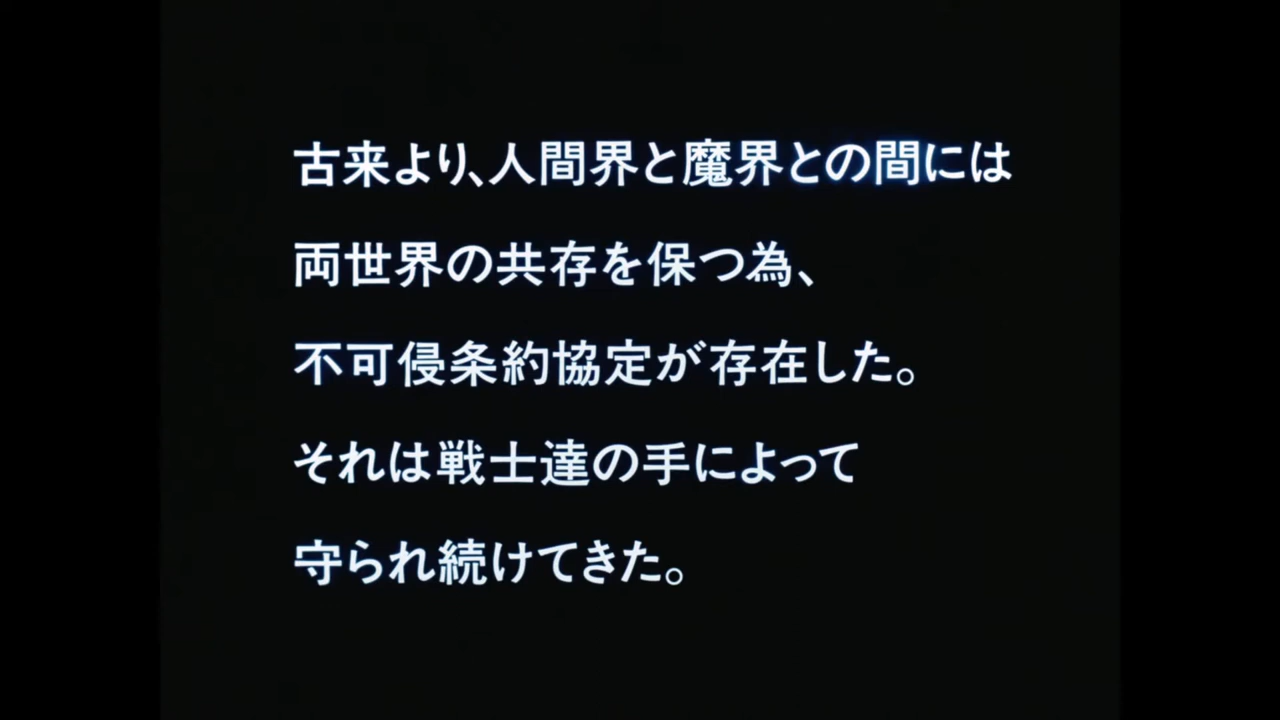 古来より、人間界と魔界との間には
両世界の共存を保つ為、
不可侵条約協定が存在した。
それは戦士達の手によって
守られ続けてきた。